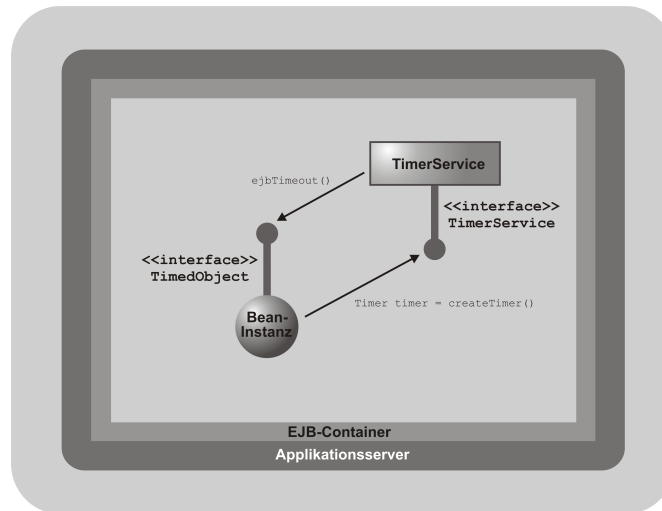 TimerService
ejbTimeout()
<<interface>>
TimerService
<<interface>>
TimedObject
Timer timer = createTimer()
Bean-
Instanz
EJB-Container
Applikationsserver